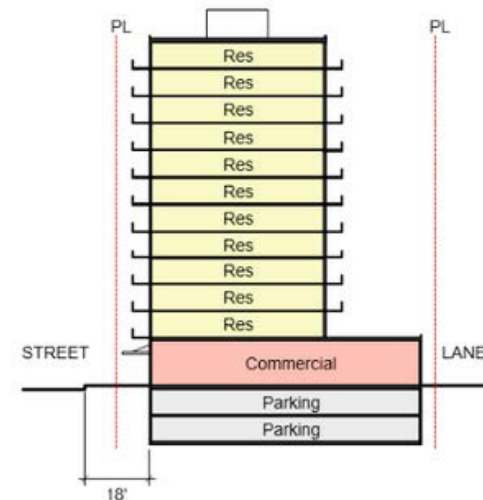 PL
PL
Res
Res
Res
Res
Res
Res
Res
Res
Res
Res
Res
STREET
Commercial
LANE
Parking
Parking
18'